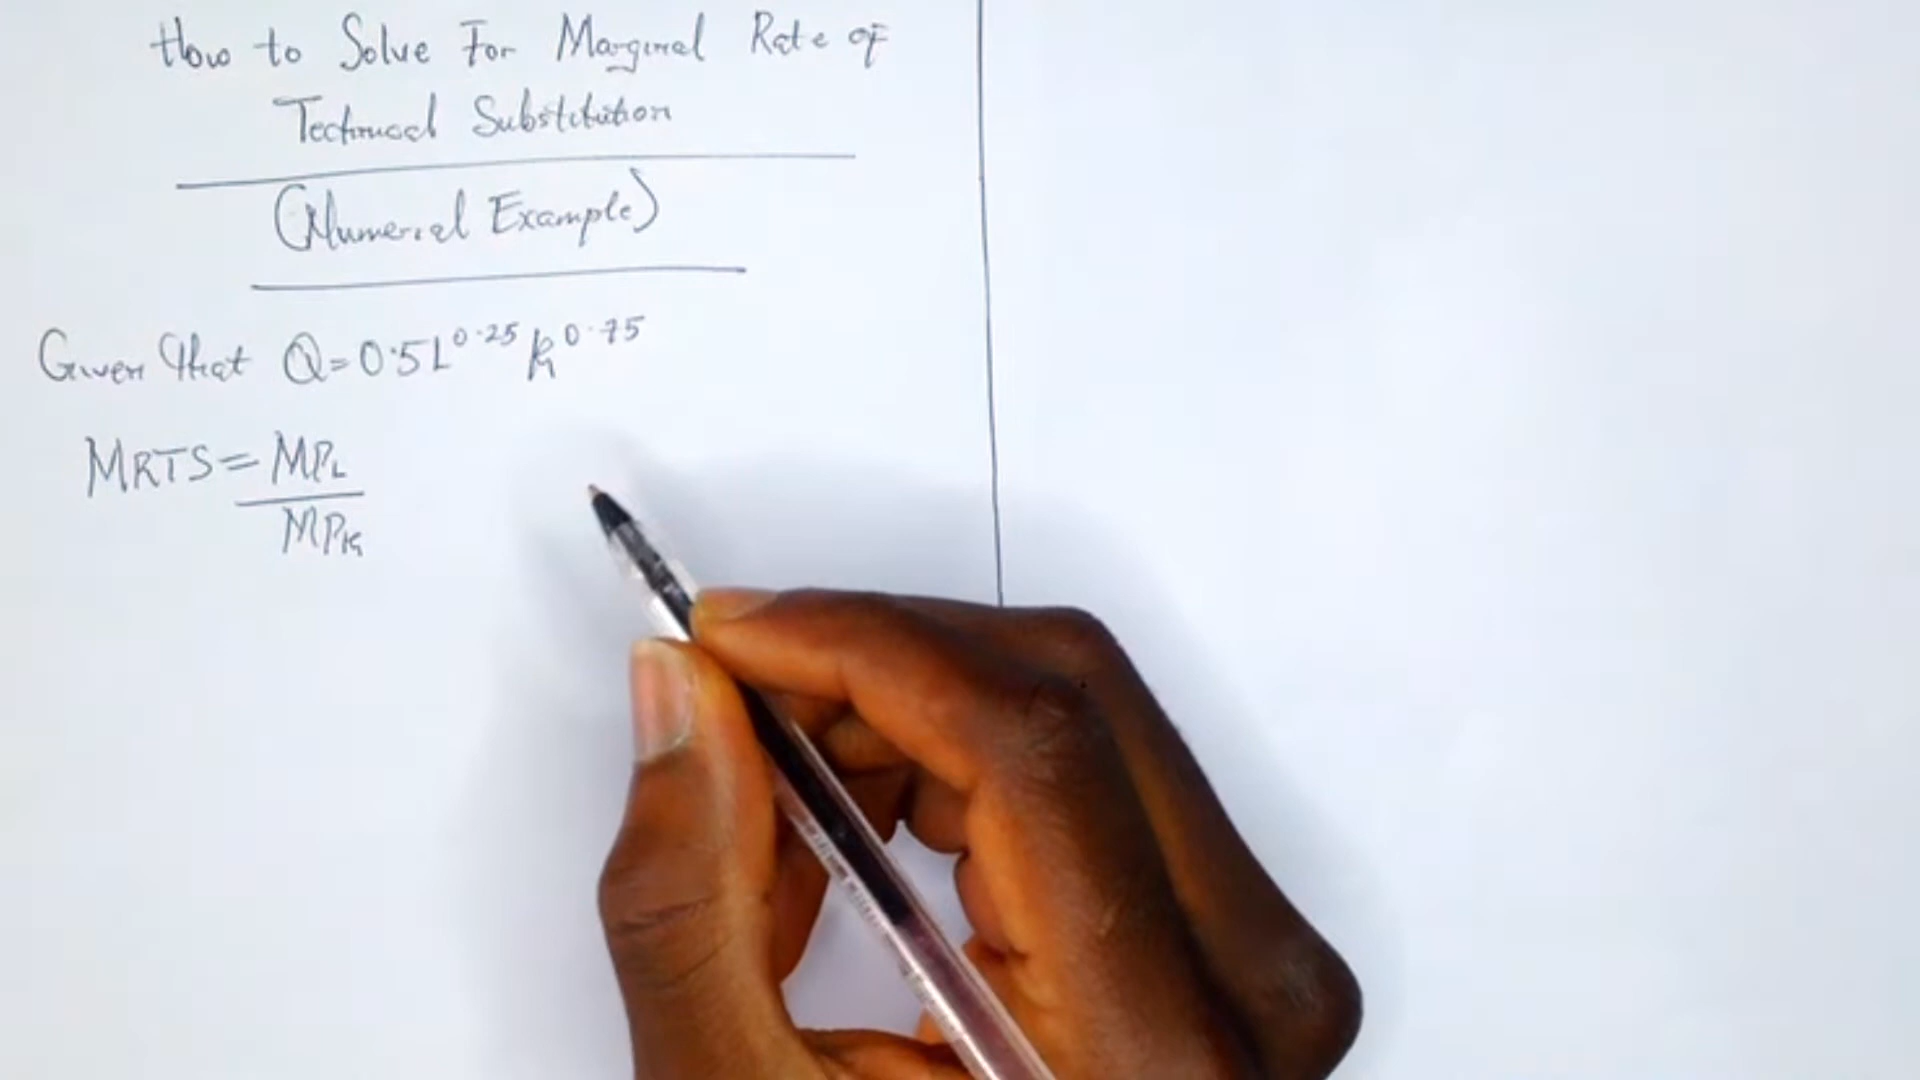 How to Solve For Marginal Rate of
Technical Substitution
(Numerical Example)
Given that Q=0.5L^0.25 K^0.75
MRTS = MPL
MPK